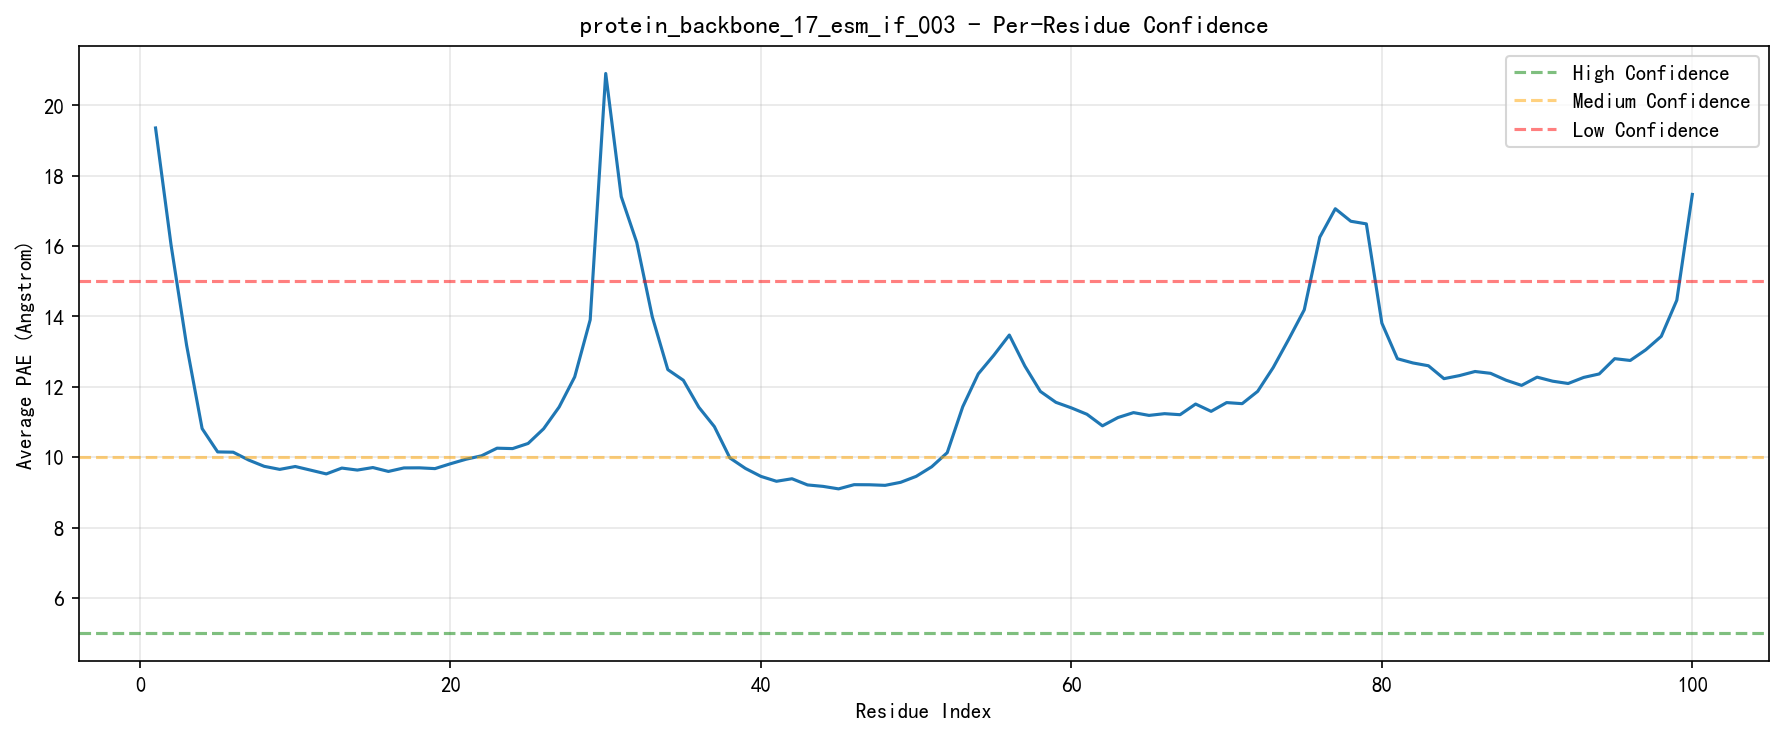 protein_backbone_17_esm_if_003 - Per-Residue Confidence
High Confidence
Medium Confidence
Low Confidence
Average PAE (Angstrom)
20
18
16
14
12
10
8
6
0 20 40 60 80 100
Residue Index